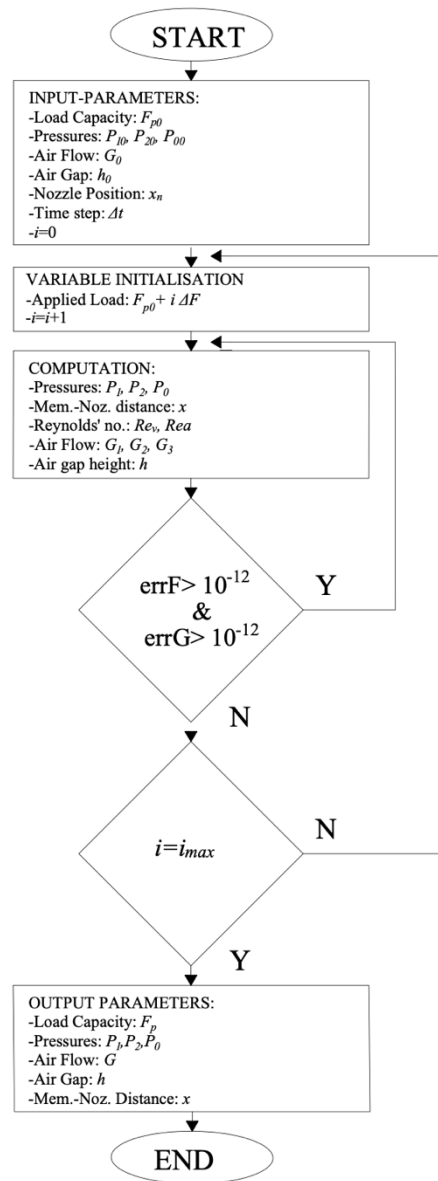 START
INPUT-PARAMETERS:
-Load Capacity: Fp0
-Pressures: P10, P20, P00
-Air Flow: G0
-Air Gap: h0
-Nozzle Position: xn
-Time step: Δt
-i=0
VARIABLE INITIALISATION
-Applied Load: Fp0+ i ΔF
-i=i+1
COMPUTATION:
-Pressures: P1, P2, P0
-Mem.-Noz. distance: x
-Reynolds' no.: Rev, Rea
-Air Flow: G1, G2, G3
-Air gap height: h
errF> 10-12
&
errG> 10-12
Y
N
i=imax
N
Y
OUTPUT PARAMETERS:
-Load Capacity: Fp
-Pressures: P1,P2,P0
-Air Flow: G
-Air Gap: h
-Mem.-Noz. Distance: x
END